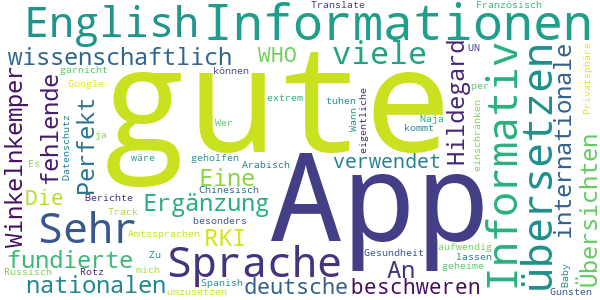 Translate
Französisch
English
Informationen
wissenschaftlich
WHO
viele
UN
garnicht
Google
können
Privatsphäre
Winkelnkemper
fehlende
Datenschutz
Perfekt
ja
gute
extrem
tuhen
Wann
eigentliche
Naja
kommt
Hildegard
per
einschränken
Informativ
übersetzen
internationale
Übersichten
Wer
wäre
geholfen
Arabisch
verwendet
Es
Eine
Chinesisch
Die
Berichte
Ergänzung
App
Track
besonders
Sehr
Amtssprachen
RKI
fundierte
Zu
Sprache
Gesundheit
An
aufwendig
lassen
geheime
Russisch
Rotz
mich
nationalen
umzusetzen
Spanish
deutsche
beschweren
Baby
Gunsten